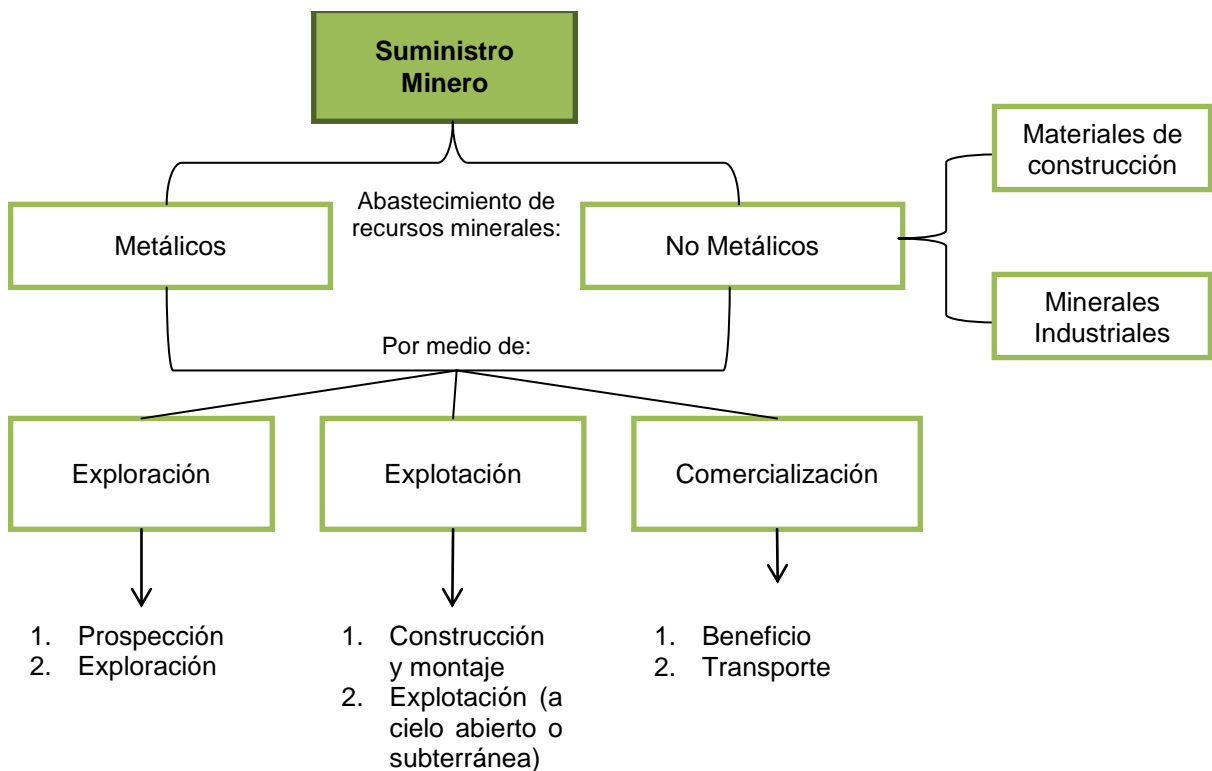 Suministro
Minero
Materiales de
construcción
Abastecimiento de
recursos minerales:
Metálicos
No Metálicos
Minerales
Industriales
Por medio de:
Exploración
Explotación
Comercialización
1. Prospección
2. Exploración
1. Construcción
y montaje
2. Explotación (a
cielo abierto o
subterránea)
1. Beneficio
2. Transporte